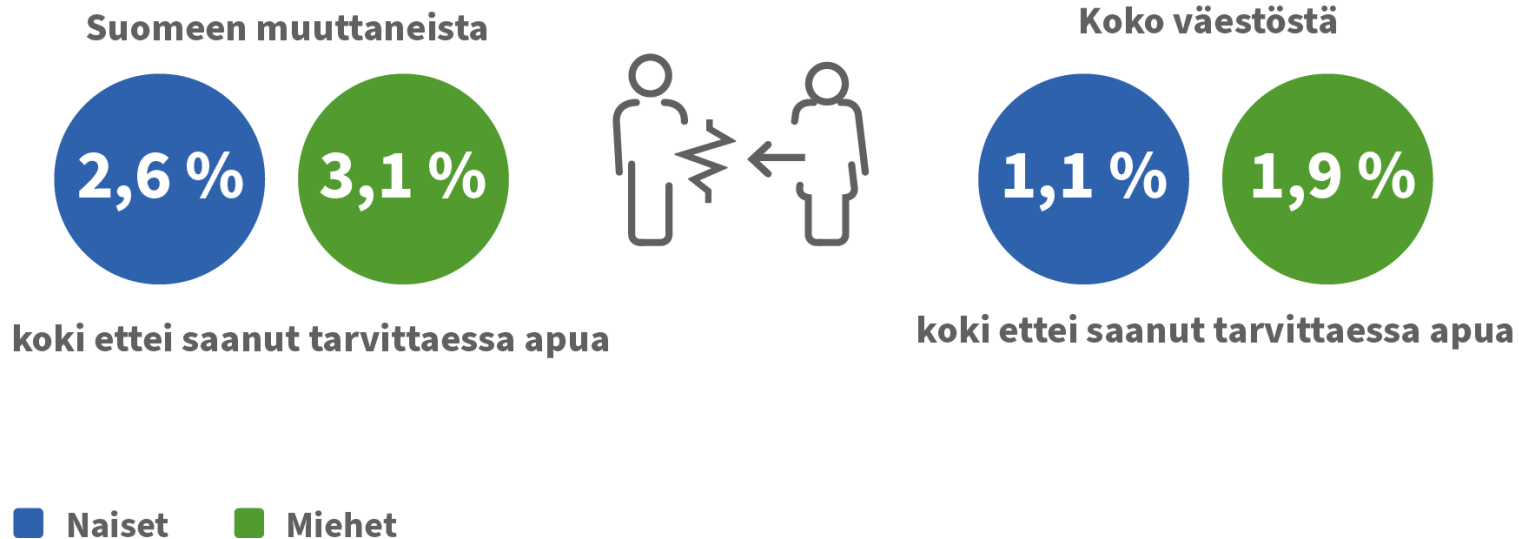 Suomeen muuttaneista
2,6 % 3,1 %
koki ettei saanut tarvittaessa apua
Koko väestöstä
1,1 % 1,9 %
koki ettei saanut tarvittaessa apua
Naiset Miehet